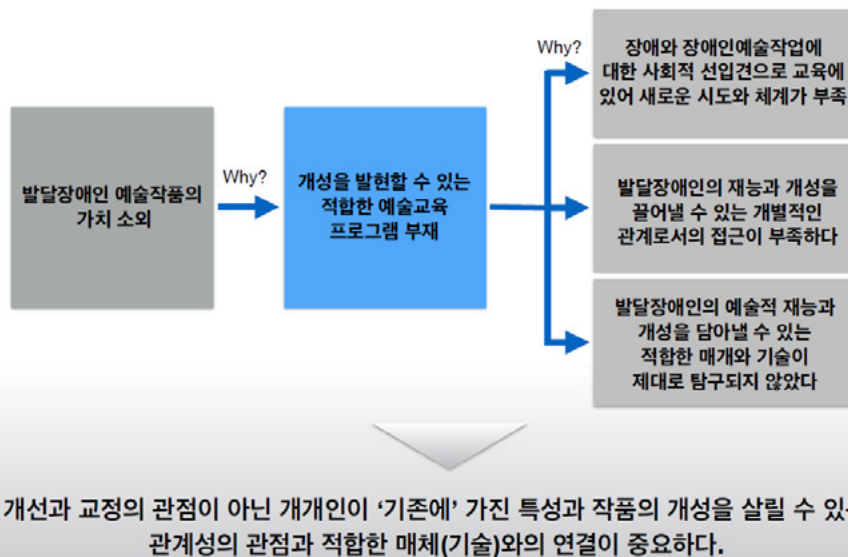 발달장애인 예술작품의
가치 소외
Why?
개성을 발현할 수 있는
적합한 예술교육
프로그램 부재
Why?
장애와 장애인예술작업에
대한 사회적 선입견으로 교육에
있어 새로운 시도와 체계가 부족
발달장애인의 재능과 개성을
끌어낼 수 있는 개별적인
관계로서의 접근이 부족하다
발달장애인의 예술적 재능과
개성을 담아낼 수 있는
적합한 매개와 기술이
제대로 탐구되지 않았다
개선과 교정의 관점이 아닌 개개인이 ‘기존에’ 가진 특성과 작품의 개성을 살릴 수 있
관계성의 관점과 적합한 매체(기술)와의 연결이 중요하다.